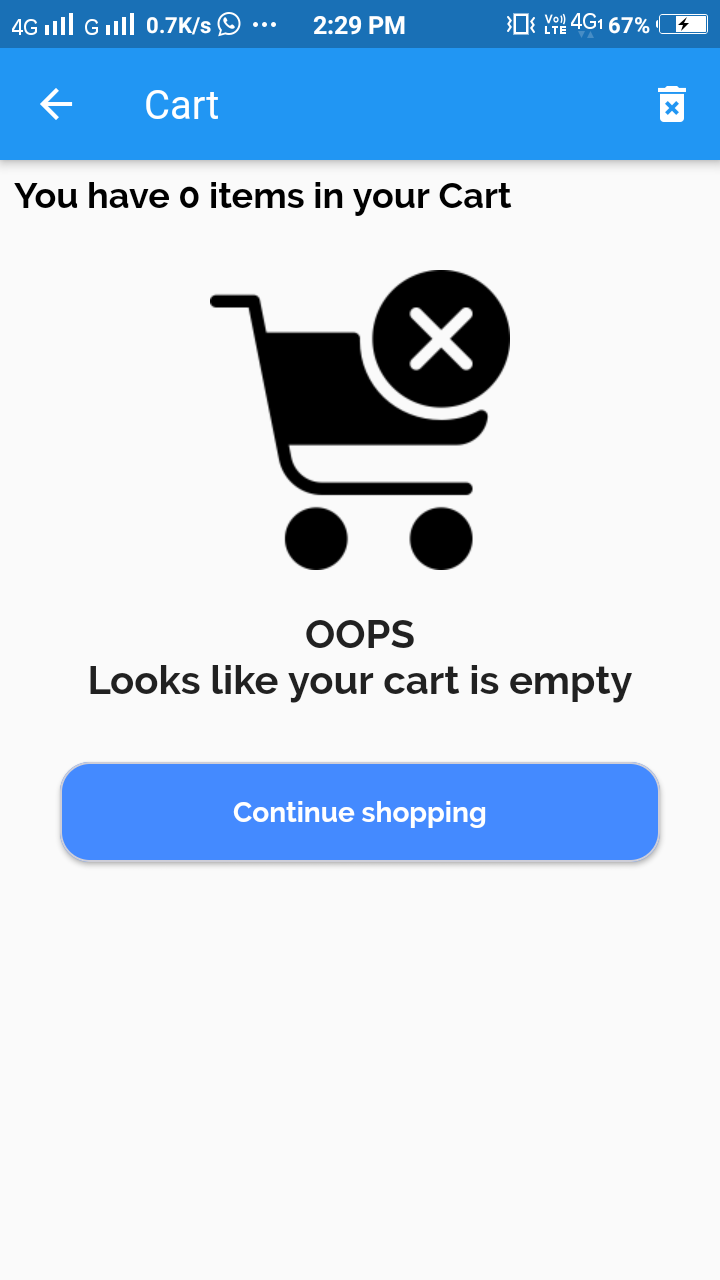 4G G 0.7K/s 2:29 PM Vo)) LTE 4G1 67%
Cart
You have 0 items in your Cart
OOPS
Looks like your cart is empty
Continue shopping